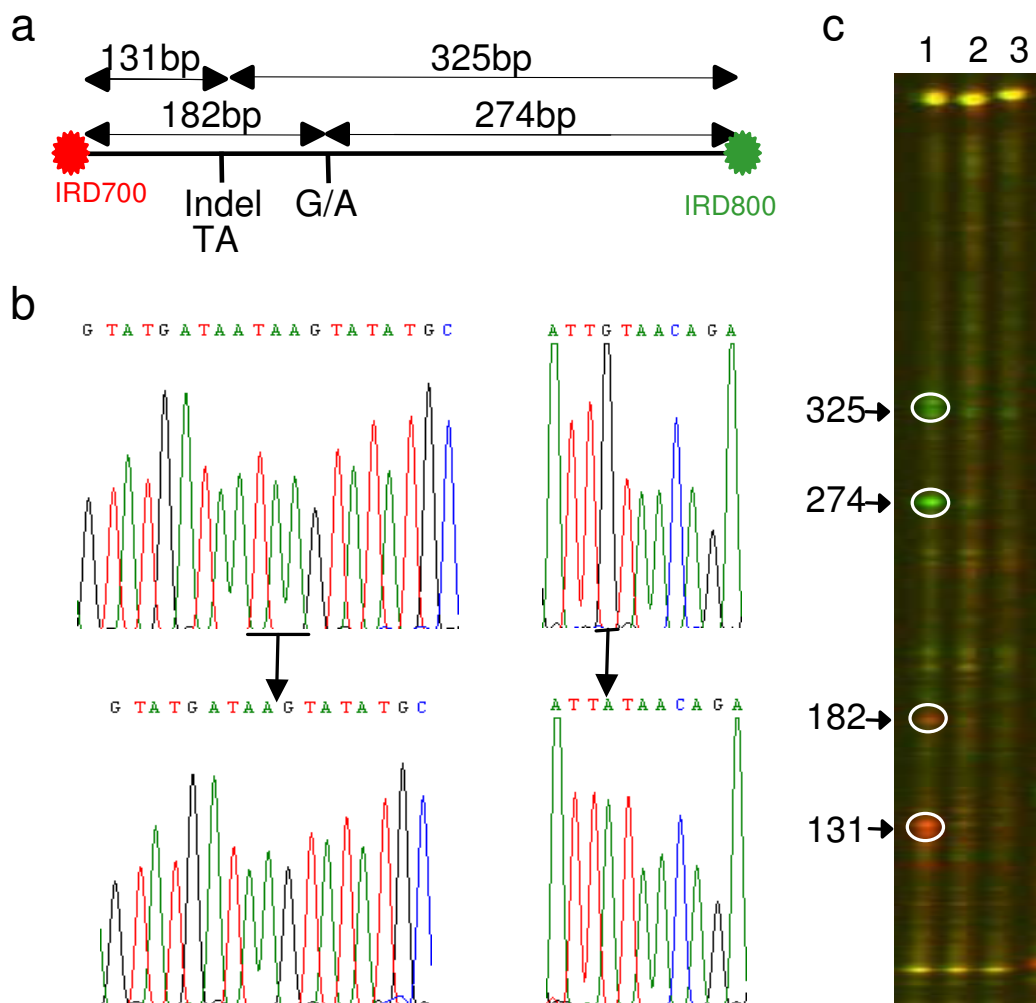 a
131bp 325bp
182bp 274bp
IRD700 Indel G/A IRD800
TA
b
G T A T G A T A A T A A G T A T A T G C
A T T G T A A C A G A
G T A T G A T A A G T A T A T G C
A T T A T A A C A G A
c
1 2 3
325
274
182
131